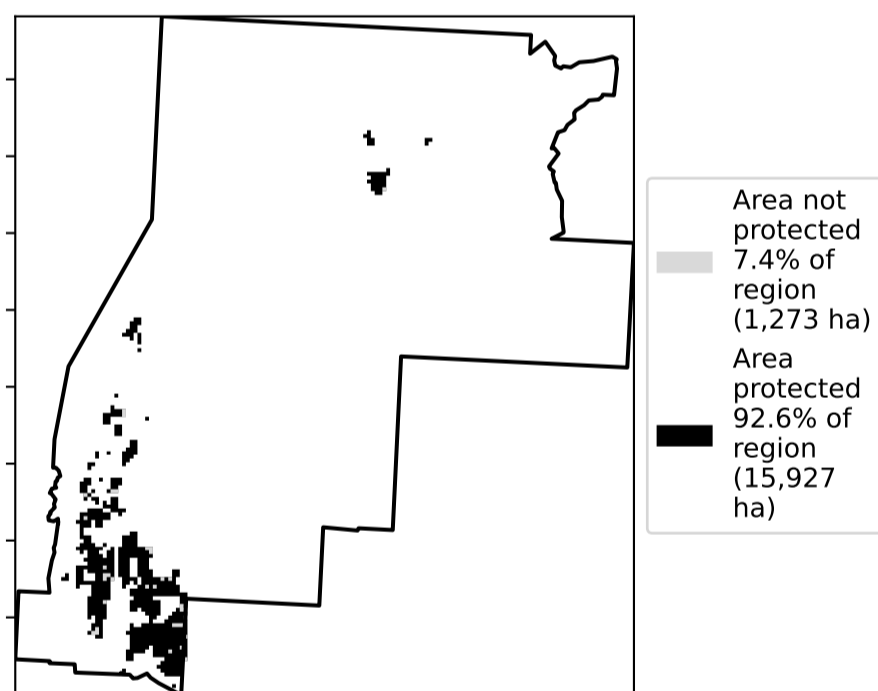 Area not
protected
7.4% of
region
(1,273 ha)
Area
protected
92.6% of
region
(15,927
ha)